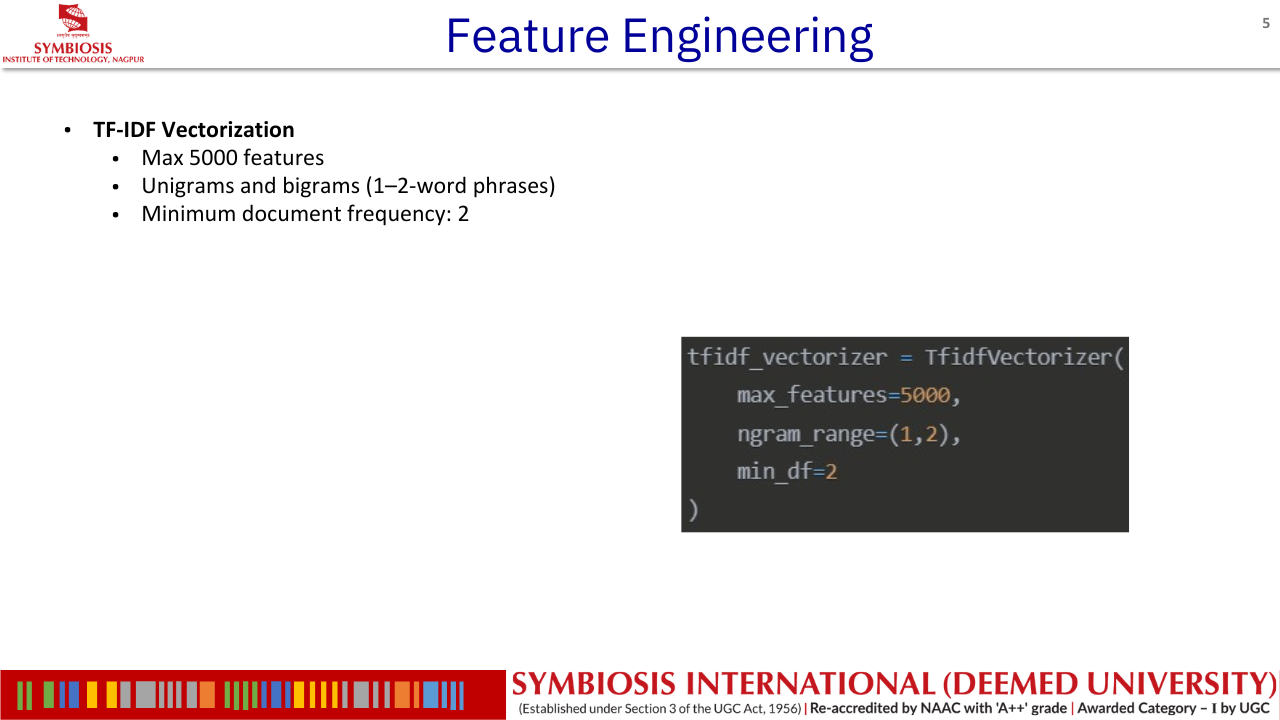 SYMBIOSIS
INSTITUTE OF TECHNOLOGY, NAGPUR
Feature Engineering
5
• TF-IDF Vectorization
• Max 5000 features
• Unigrams and bigrams (1–2-word phrases)
• Minimum document frequency: 2
tfidf_vectorizer = TfidfVectorizer(
max_features=5000,
ngram_range=(1,2),
min_df=2
)
SYMBIOSIS INTERNATIONAL (DEEMED UNIVERSITY)
(Established under Section 3 of the UGC Act, 1956) | Re-accredited by NAAC with 'A++' grade | Awarded Category – I by UGC